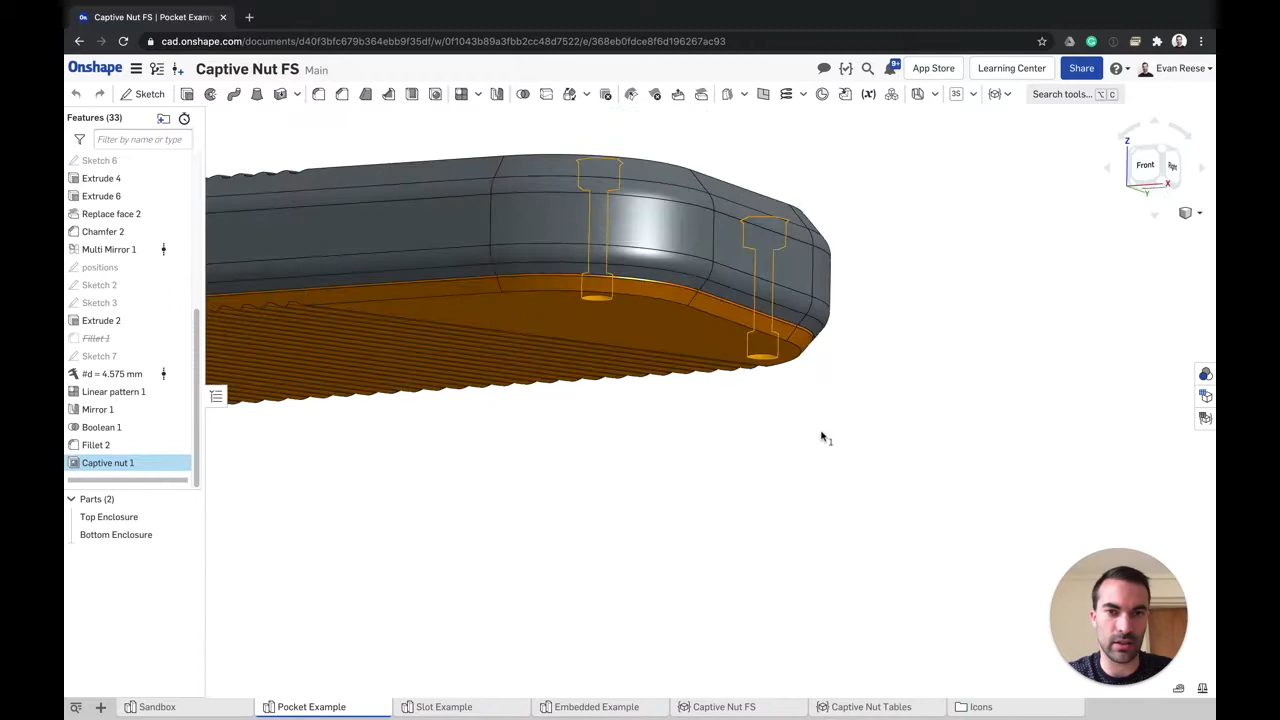 Captive Nut FS | Pocket Examp
cad.onshape.com/documents/d40f3bfc679b364ebb9f35df/w/0f1043b89a3fbb2cc48d7522/e/368eb0fdce8f6d196267ac93
Onshape
Captive Nut FS Main
9+
App Store
Learning Center
Share
Evan Reese
Sketch
Search tools... ⌥ C
Features (33)
Filter by name or type
Sketch 6
Extrude 4
Extrude 6
Replace face 2
Chamfer 2
Multi Mirror 1
positions
Sketch 2
Sketch 3
Extrude 2
Fillet 1
Sketch 7
#d = 4.575 mm
Linear pattern 1
Mirror 1
Boolean 1
Fillet 2
Captive nut 1
Parts (2)
Top Enclosure
Bottom Enclosure
Z
Front
Right
X
Y
1
Sandbox
Pocket Example
Slot Example
Embedded Example
Captive Nut FS
Captive Nut Tables
Icons